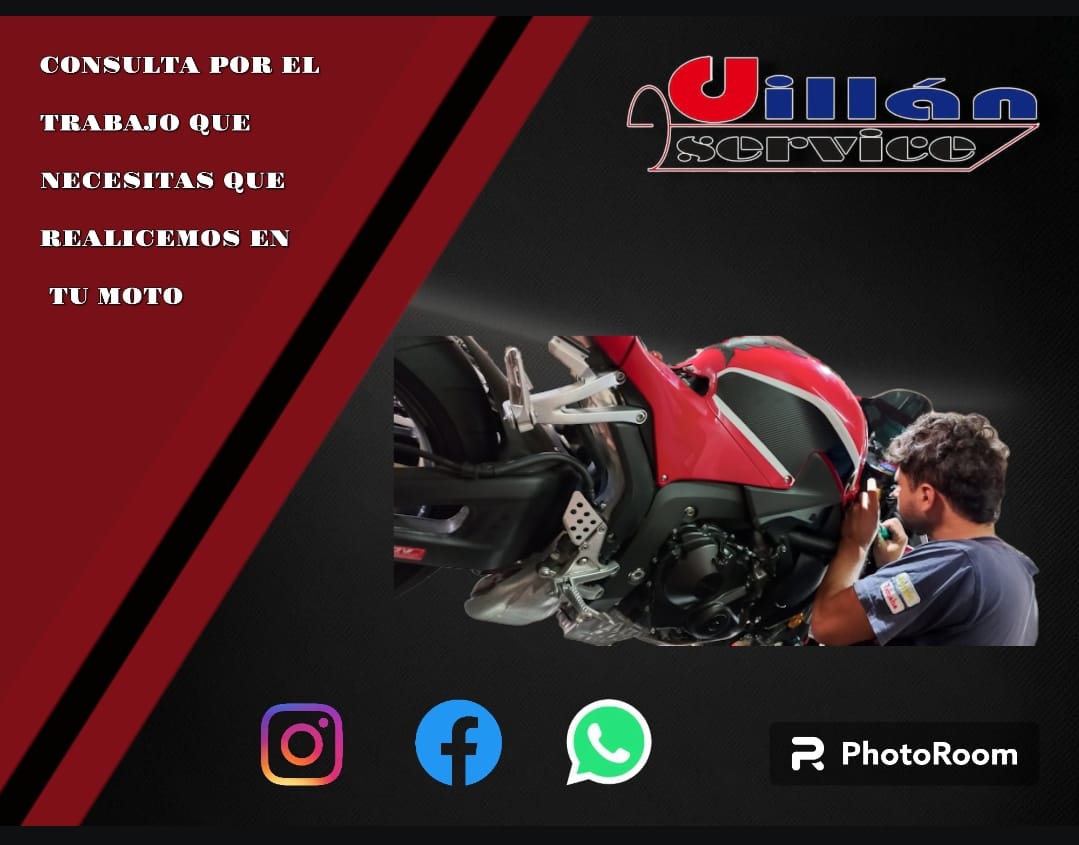 CONSULTA POR EL
TRABAJO QUE
NECESITAS QUE
REALICEMOS EN
TU MOTO
Villán
service
PhotoRoom